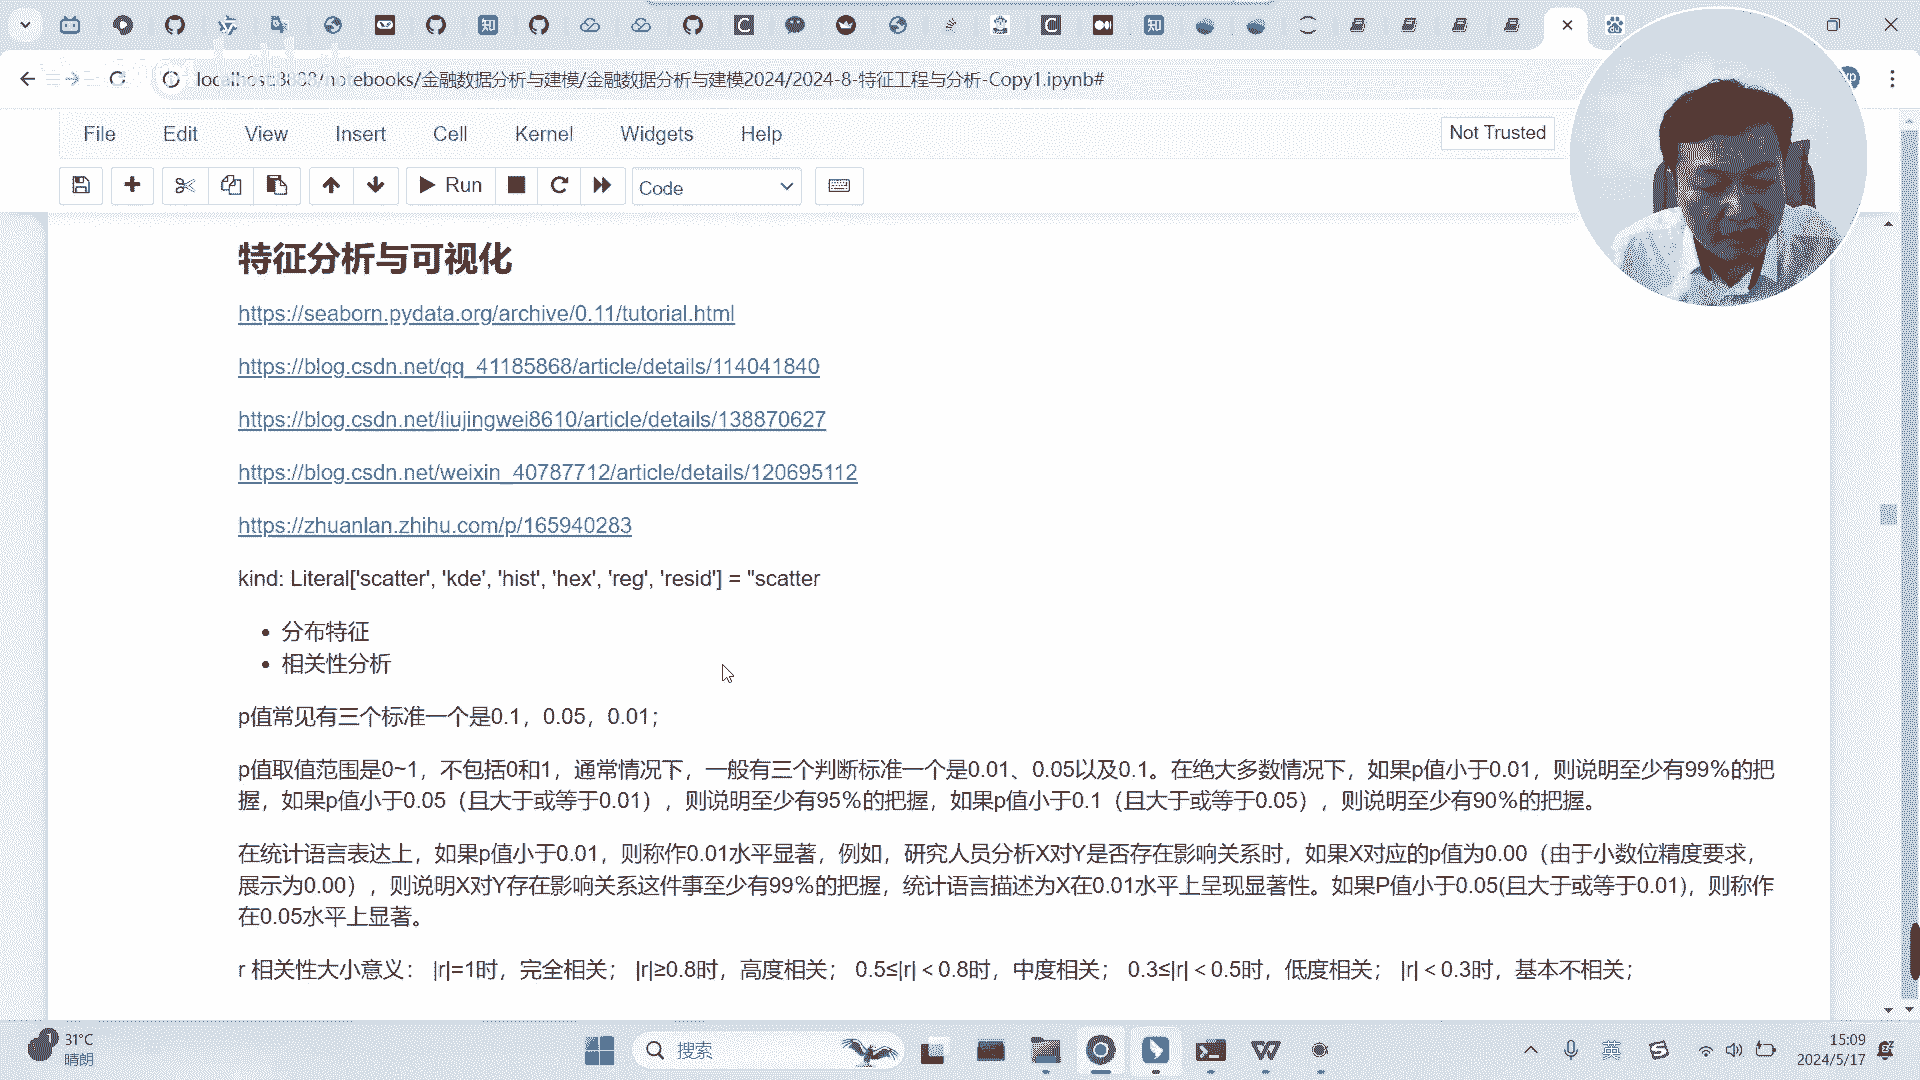 localhost:8888/notebooks/金融数据分析与建模/金融数据分析与建模2024/2024-8-特征工程与分析-Copy1.ipynb#
File Edit View Insert Cell Kernel Widgets Help
Not Trusted
Run
Code
特征分析与可视化
https://seaborn.pydata.org/archive/0.11/tutorial.html
https://blog.csdn.net/qq_41185868/article/details/114041840
https://blog.csdn.net/liujingwei8610/article/details/138870627
https://blog.csdn.net/weixin_40787712/article/details/120695112
https://zhuanlan.zhihu.com/p/165940283
kind: Literal['scatter', 'kde', 'hist', 'hex', 'reg', 'resid'] = "scatter
• 分布特征
• 相关性分析
p值常见有三个标准一个是0.1，0.05，0.01；
p值取值范围是0~1，不包括0和1，通常情况下，一般有三个判断标准一个是0.01、0.05以及0.1。在绝大多数情况下，如果p值小于0.01，则说明至少有99%的把
握，如果p值小于0.05（且大于或等于0.01），则说明至少有95%的把握，如果p值小于0.1（且大于或等于0.05），则说明至少有90%的把握。
在统计语言表达上，如果p值小于0.01，则称作0.01水平显著，例如，研究人员分析X对Y是否存在影响关系时，如果X对应的p值为0.00（由于小数位精度要求，
展示为0.00），则说明X对Y存在影响关系这件事至少有99%的把握，统计语言描述为X在0.01水平上呈现显著性。如果P值小于0.05(且大于或等于0.01)，则称作
在0.05水平上显著。
r 相关性大小意义： |r|=1时，完全相关； |r|≥0.8时，高度相关； 0.5≤|r|＜0.8时，中度相关； 0.3≤|r|＜0.5时，低度相关； |r|＜0.3时，基本不相关；
31°C
晴朗
搜索
英
15:09
2024/5/17